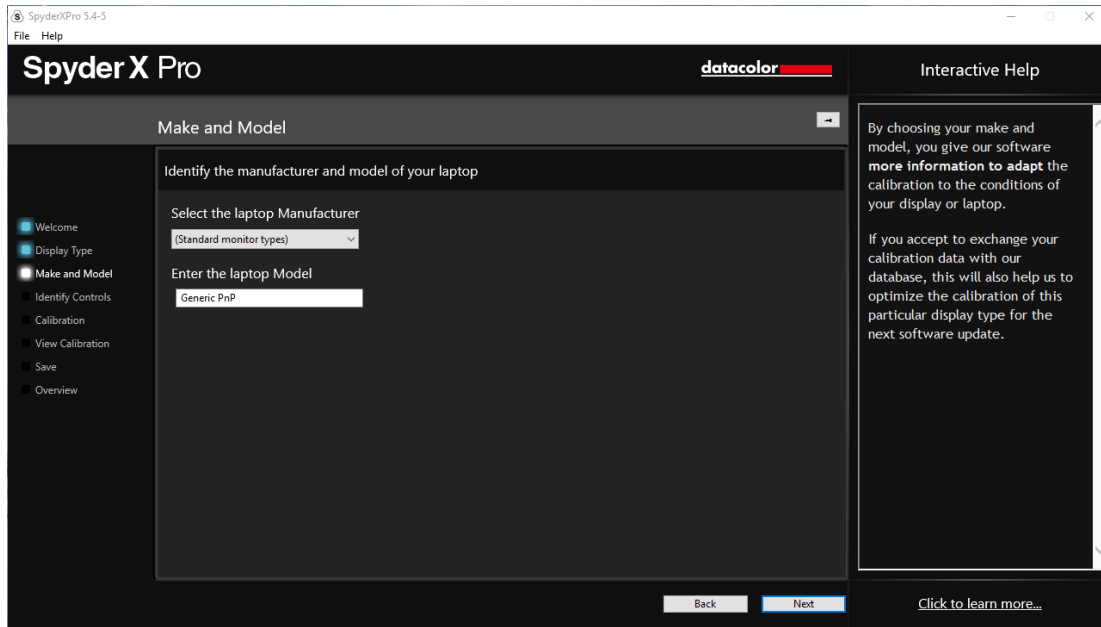 SpyderXPro 5.4-5
File Help
Spyder X Pro
datacolor
Interactive Help
Make and Model
Identify the manufacturer and model of your laptop
Select the laptop Manufacturer
(Standard monitor types)
Enter the laptop Model
Generic PnP
Welcome
Display Type
Make and Model
Identify Controls
Calibration
View Calibration
Save
Overview
By choosing your make and
model, you give our software
more information to adapt the
calibration to the conditions of
your display or laptop.
If you accept to exchange your
calibration data with our
database, this will also help us to
optimize the calibration of this
particular display type for the
next software update.
Back
Next
Click to learn more...